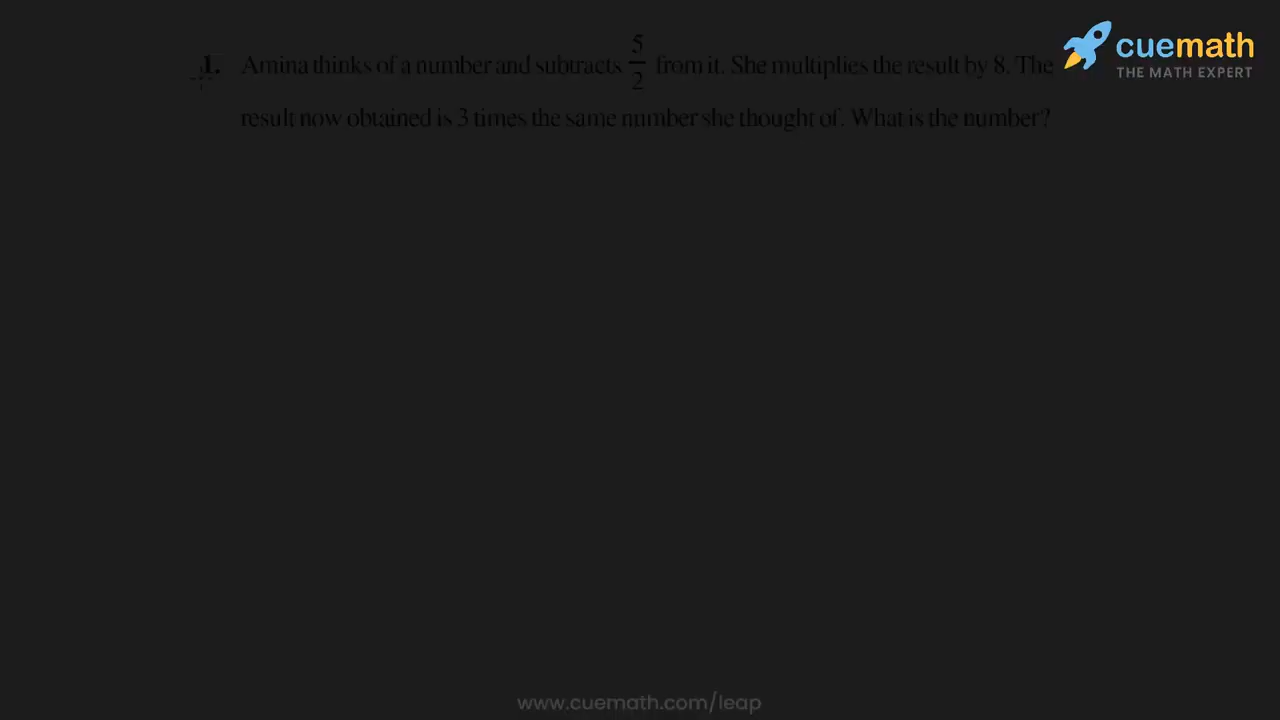 cuemath
THE MATH EXPERT
1. Amina thinks of a number and subtracts 5/2 from it. She multiplies the result by 8. The
result now obtained is 3 times the same number she thought of. What is the number?
www.cuemath.com/leap